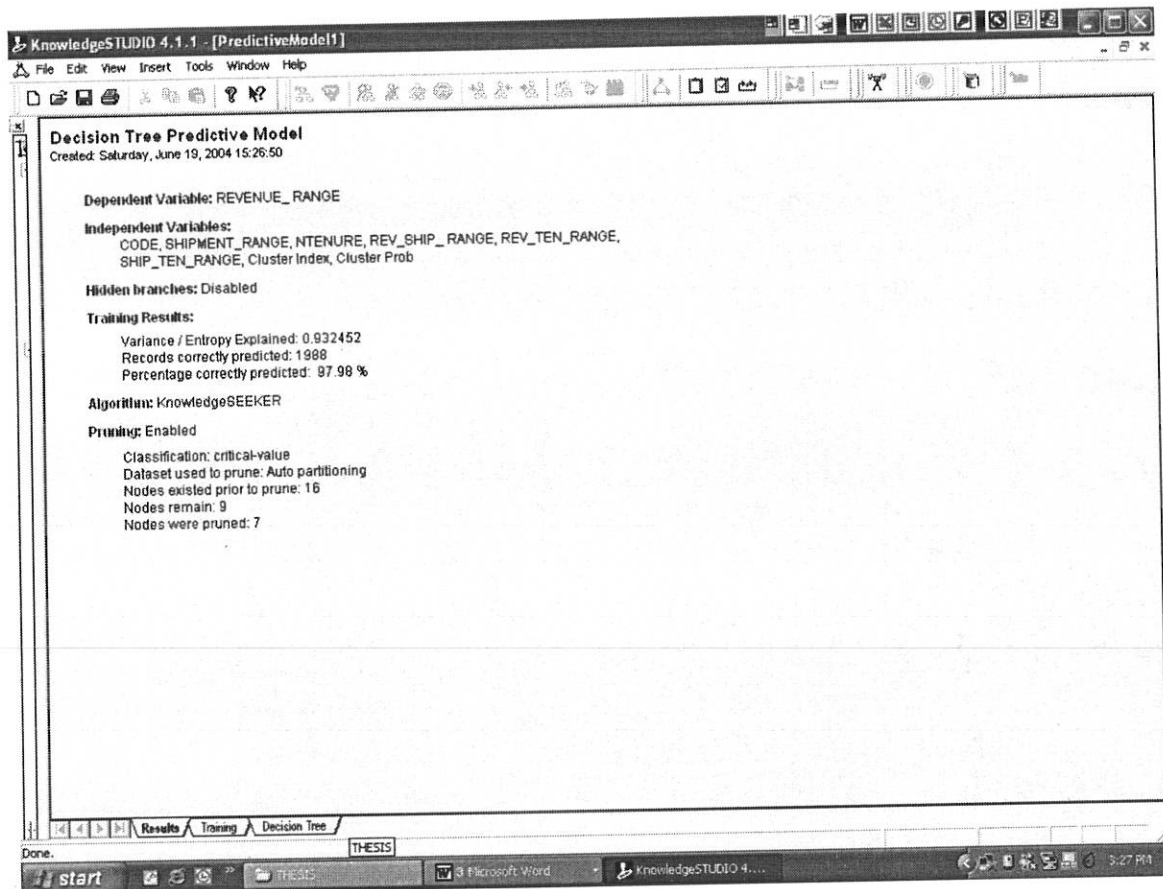 KnowledgeSTUDIO 4.1.1 - [PredictiveModel1]
File Edit View Insert Tools Window Help
Decision Tree Predictive Model
Created: Saturday, June 19, 2004 15:26:50
Dependent Variable: REVENUE_RANGE
Independent Variables:
CODE, SHIPMENT_RANGE, NTENURE, REV_SHIP_RANGE, REV_TEN_RANGE,
SHIP_TEN_RANGE, Cluster Index, Cluster Prob
Hidden branches: Disabled
Training Results:
Variance / Entropy Explained: 0.932452
Records correctly predicted: 1988
Percentage correctly predicted: 97.98 %
Algorithm: KnowledgeSEEKER
Pruning: Enabled
Classification: critical-value
Dataset used to prune: Auto partitioning
Nodes existed prior to prune: 16
Nodes remain: 9
Nodes were pruned: 7
Results Training Decision Tree
Done.
THESIS
start THESIS 3 Microsoft Word KnowledgeSTUDIO 4.... 3:27 PM